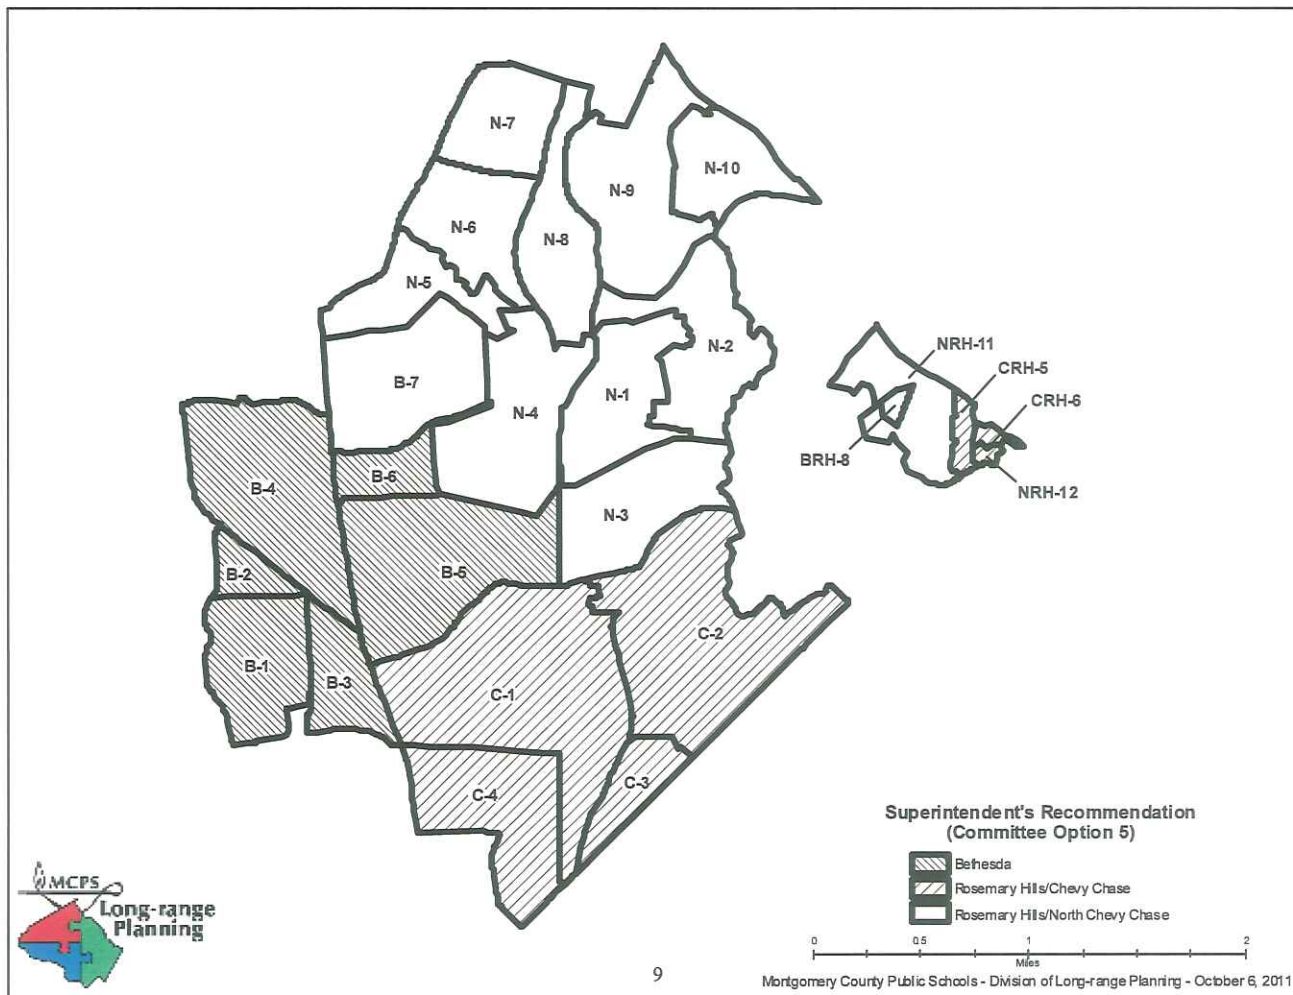 N-7
N-10
N-9
N-6
N-8
N-5
N-2
B-7
N-1
N-4
NRH-11
CRH-5
CRH-6
BRH-8
NRH-12
B-6
B-4
N-3
B-2
B-5
C-2
B-1
B-3
C-1
C-3
C-4
Superintendent's Recommendation
(Committee Option 5)
Bethesda
Rosemary Hills/Chevy Chase
Rosemary Hills/North Chevy Chase
MCPS
Long-range
Planning
0 0.5 1 2
Miles
9
Montgomery County Public Schools - Division of Long-range Planning - October 6, 2011